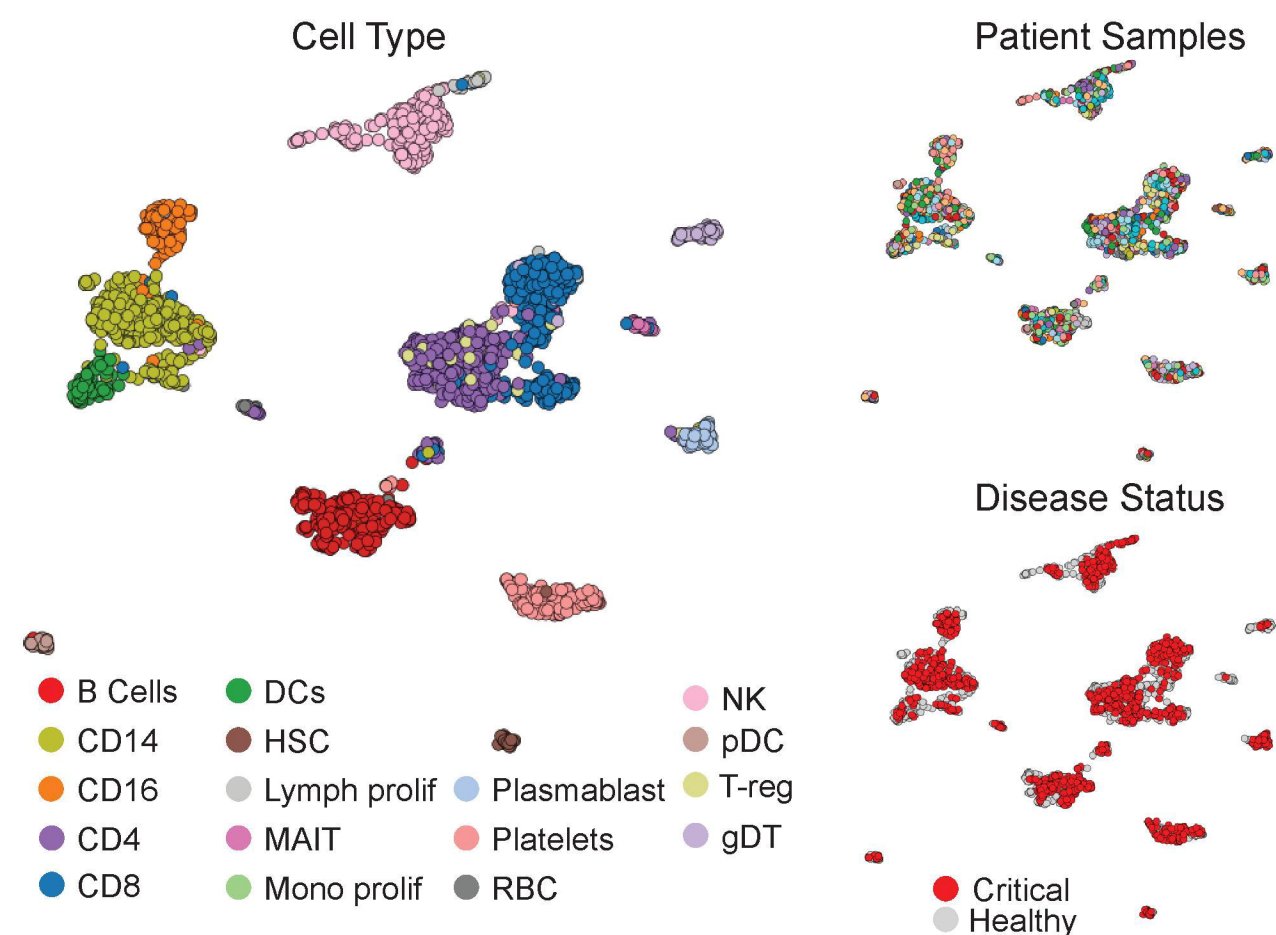 Cell Type
Patient Samples
Disease Status
B Cells
CD14
CD16
CD4
CD8
DCs
HSC
Lymph prolif
MAIT
Mono prolif
Plasmablast
Platelets
RBC
NK
pDC
T-reg
gDT
Critical
Healthy